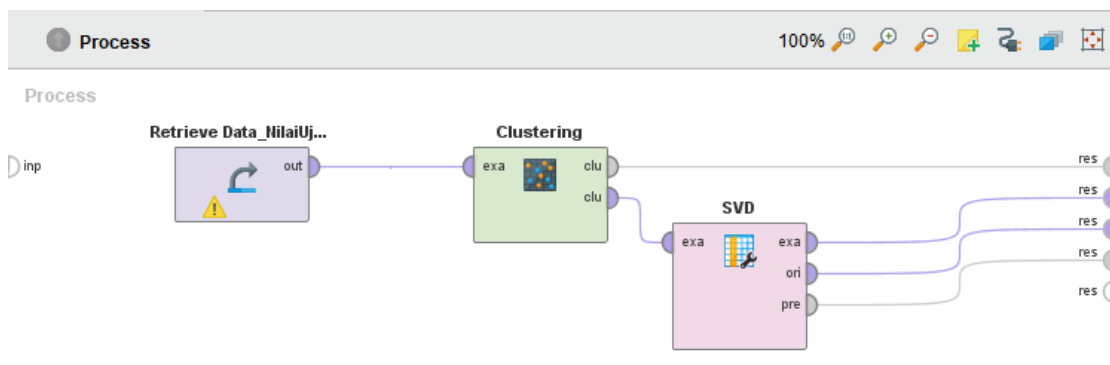 Process
100%
Process
Retrieve Data_NilaiUj...
inp
out
Clustering
exa
clu
clu
SVD
exa
exa
ori
pre
res
res
res
res
res